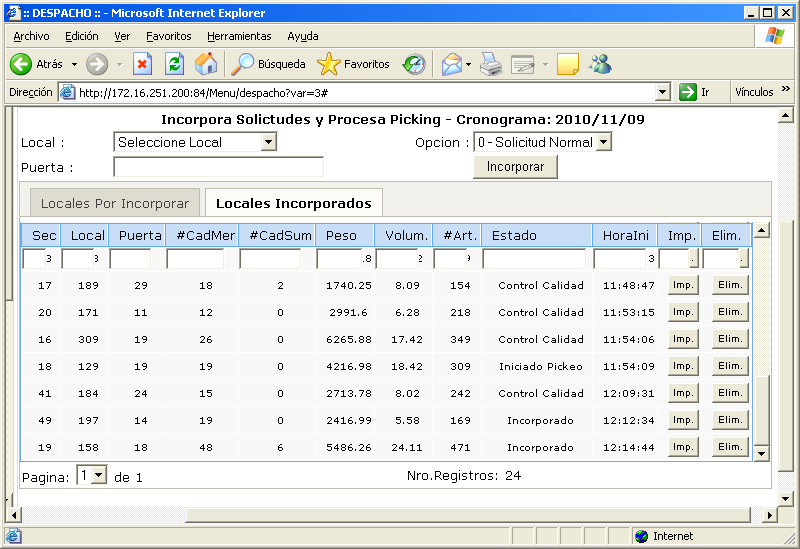 :: DESPACHO :: - Microsoft Internet Explorer
Archivo Edición Ver Favoritos Herramientas Ayuda
Atrás Búsqueda Favoritos
Dirección http://172.16.251.200:84/Menu/despacho?var=3# Ir Vínculos »
Incorpora Solictudes y Procesa Picking - Cronograma: 2010/11/09
Local : Seleccione Local Opcion : 0 - Solicitud Normal
Puerta : Incorporar
Locales Por Incorporar Locales Incorporados
Sec Local Puerta #CadMer #CadSum Peso Volum. #Art. Estado HoraIni Imp. Elim.
3 .8 3 . .
17 189 29 18 2 1740.25 8.09 154 Control Calidad 11:48:47 Imp. Elim.
20 171 11 12 0 2991.6 6.28 218 Control Calidad 11:53:15 Imp. Elim.
16 309 19 26 0 6265.88 17.42 349 Control Calidad 11:54:06 Imp. Elim.
18 129 19 19 0 4216.98 18.42 309 Iniciado Pickeo 11:54:09 Imp. Elim.
41 184 24 15 0 2713.78 8.02 242 Control Calidad 12:09:31 Imp. Elim.
49 197 14 19 0 2416.99 5.58 169 Incorporado 12:12:34 Imp. Elim.
19 158 18 48 6 5486.26 24.11 471 Incorporado 12:14:44 Imp. Elim.
Pagina: 1 de 1 Nro.Registros: 24
Internet